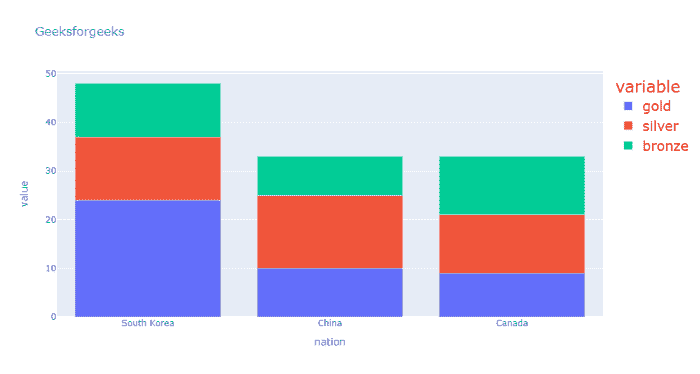 Geeksforgeeks
variable
gold
silver
bronze
50
40
30
20
10
0
value
South Korea China Canada
nation